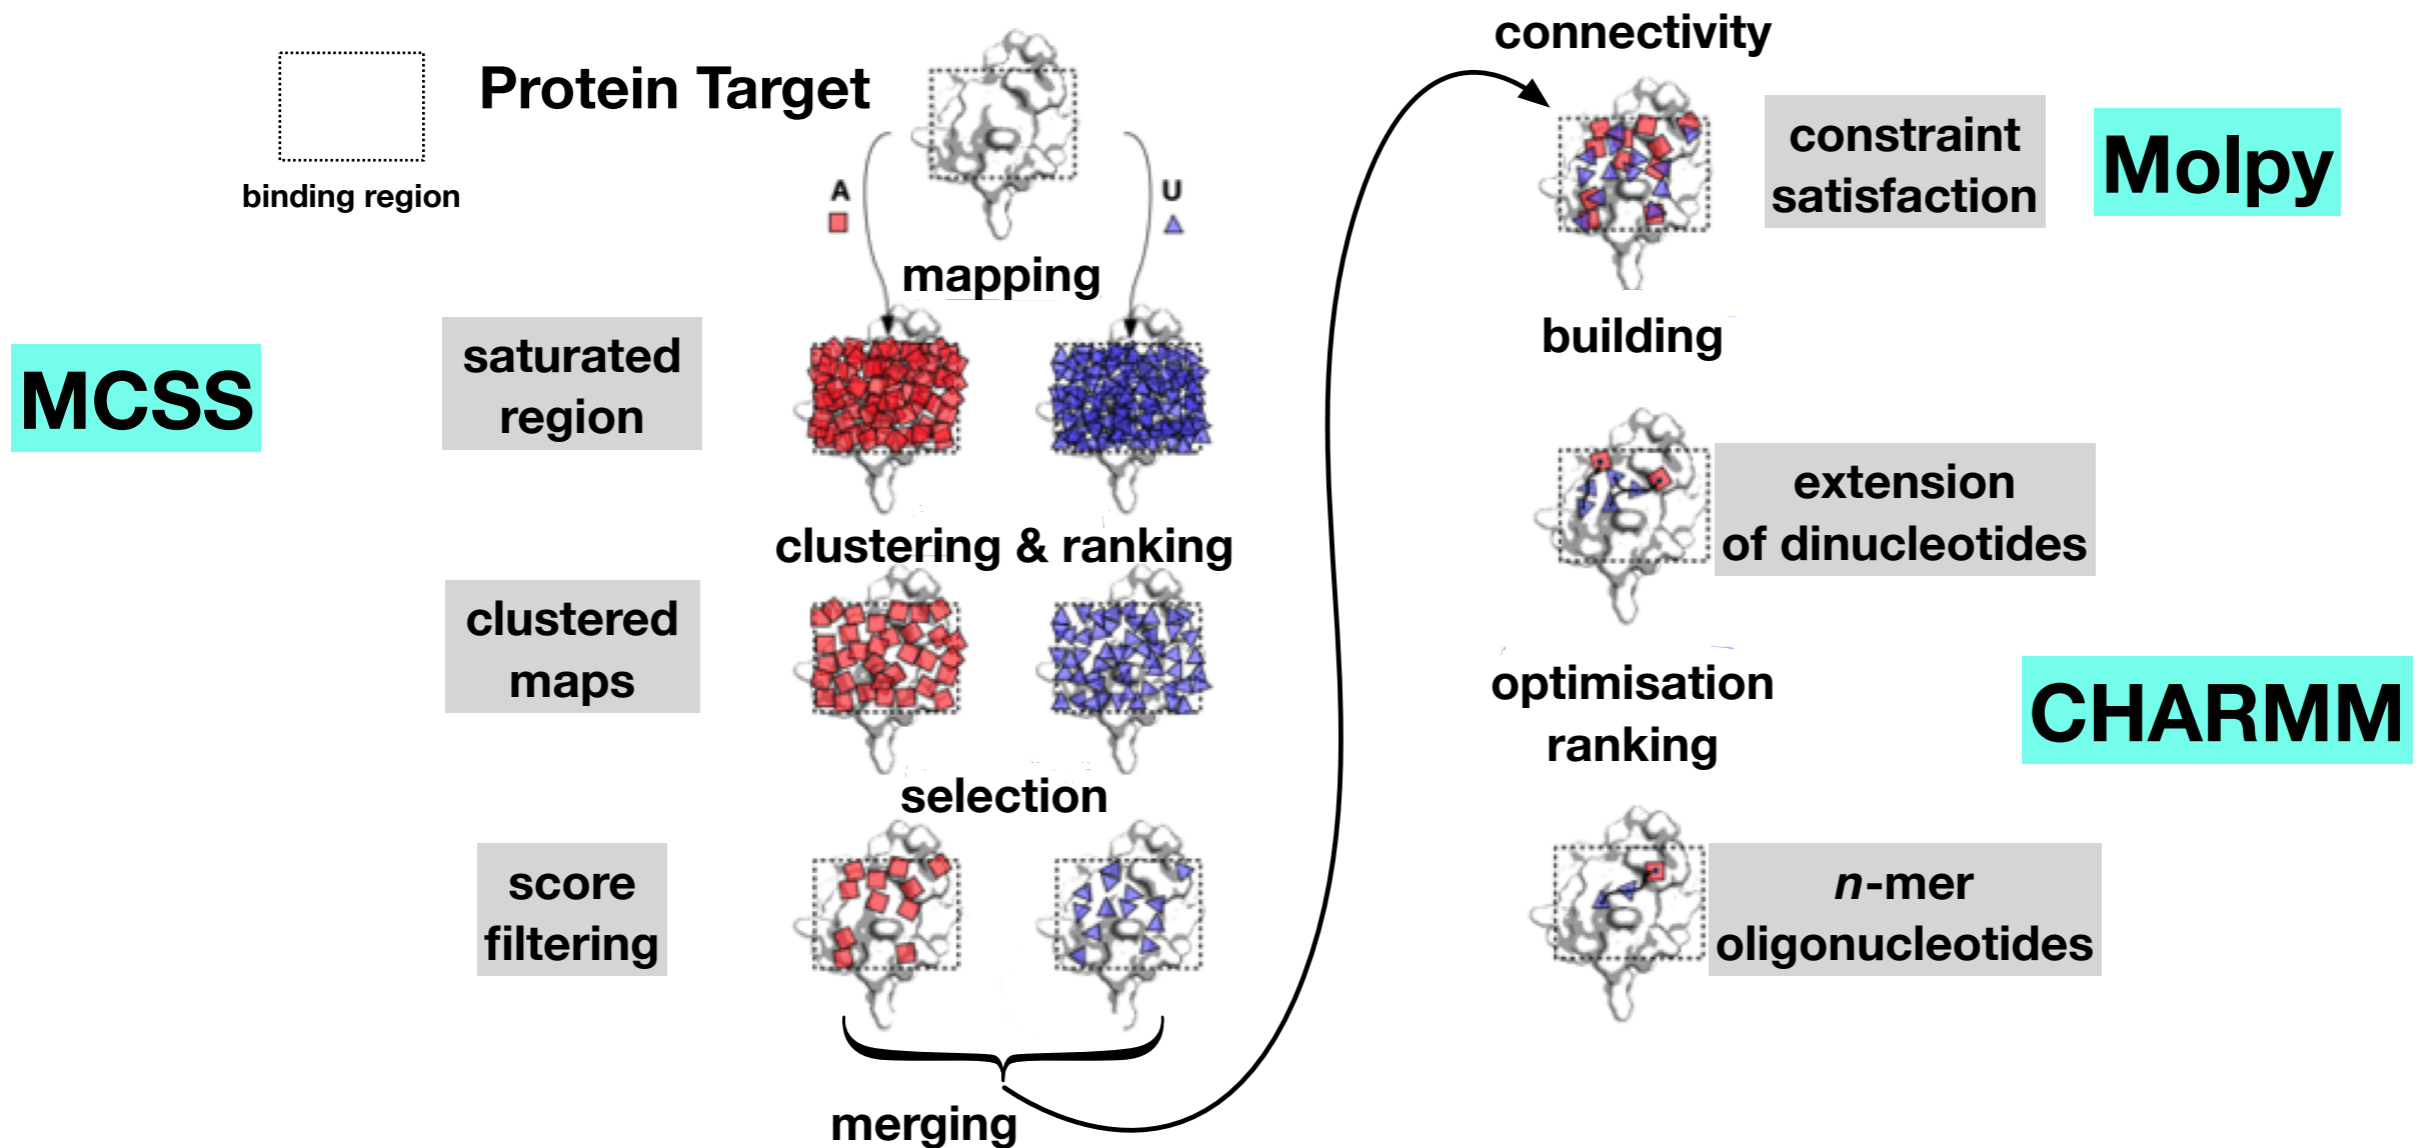 Protein Target
binding region
A
U
mapping
MCSS
saturated
region
clustering & ranking
clustered
maps
selection
score
filtering
merging
connectivity
constraint
satisfaction
Molpy
building
extension
of dinucleotides
optimisation
ranking
CHARMM
n-mer
oligonucleotides